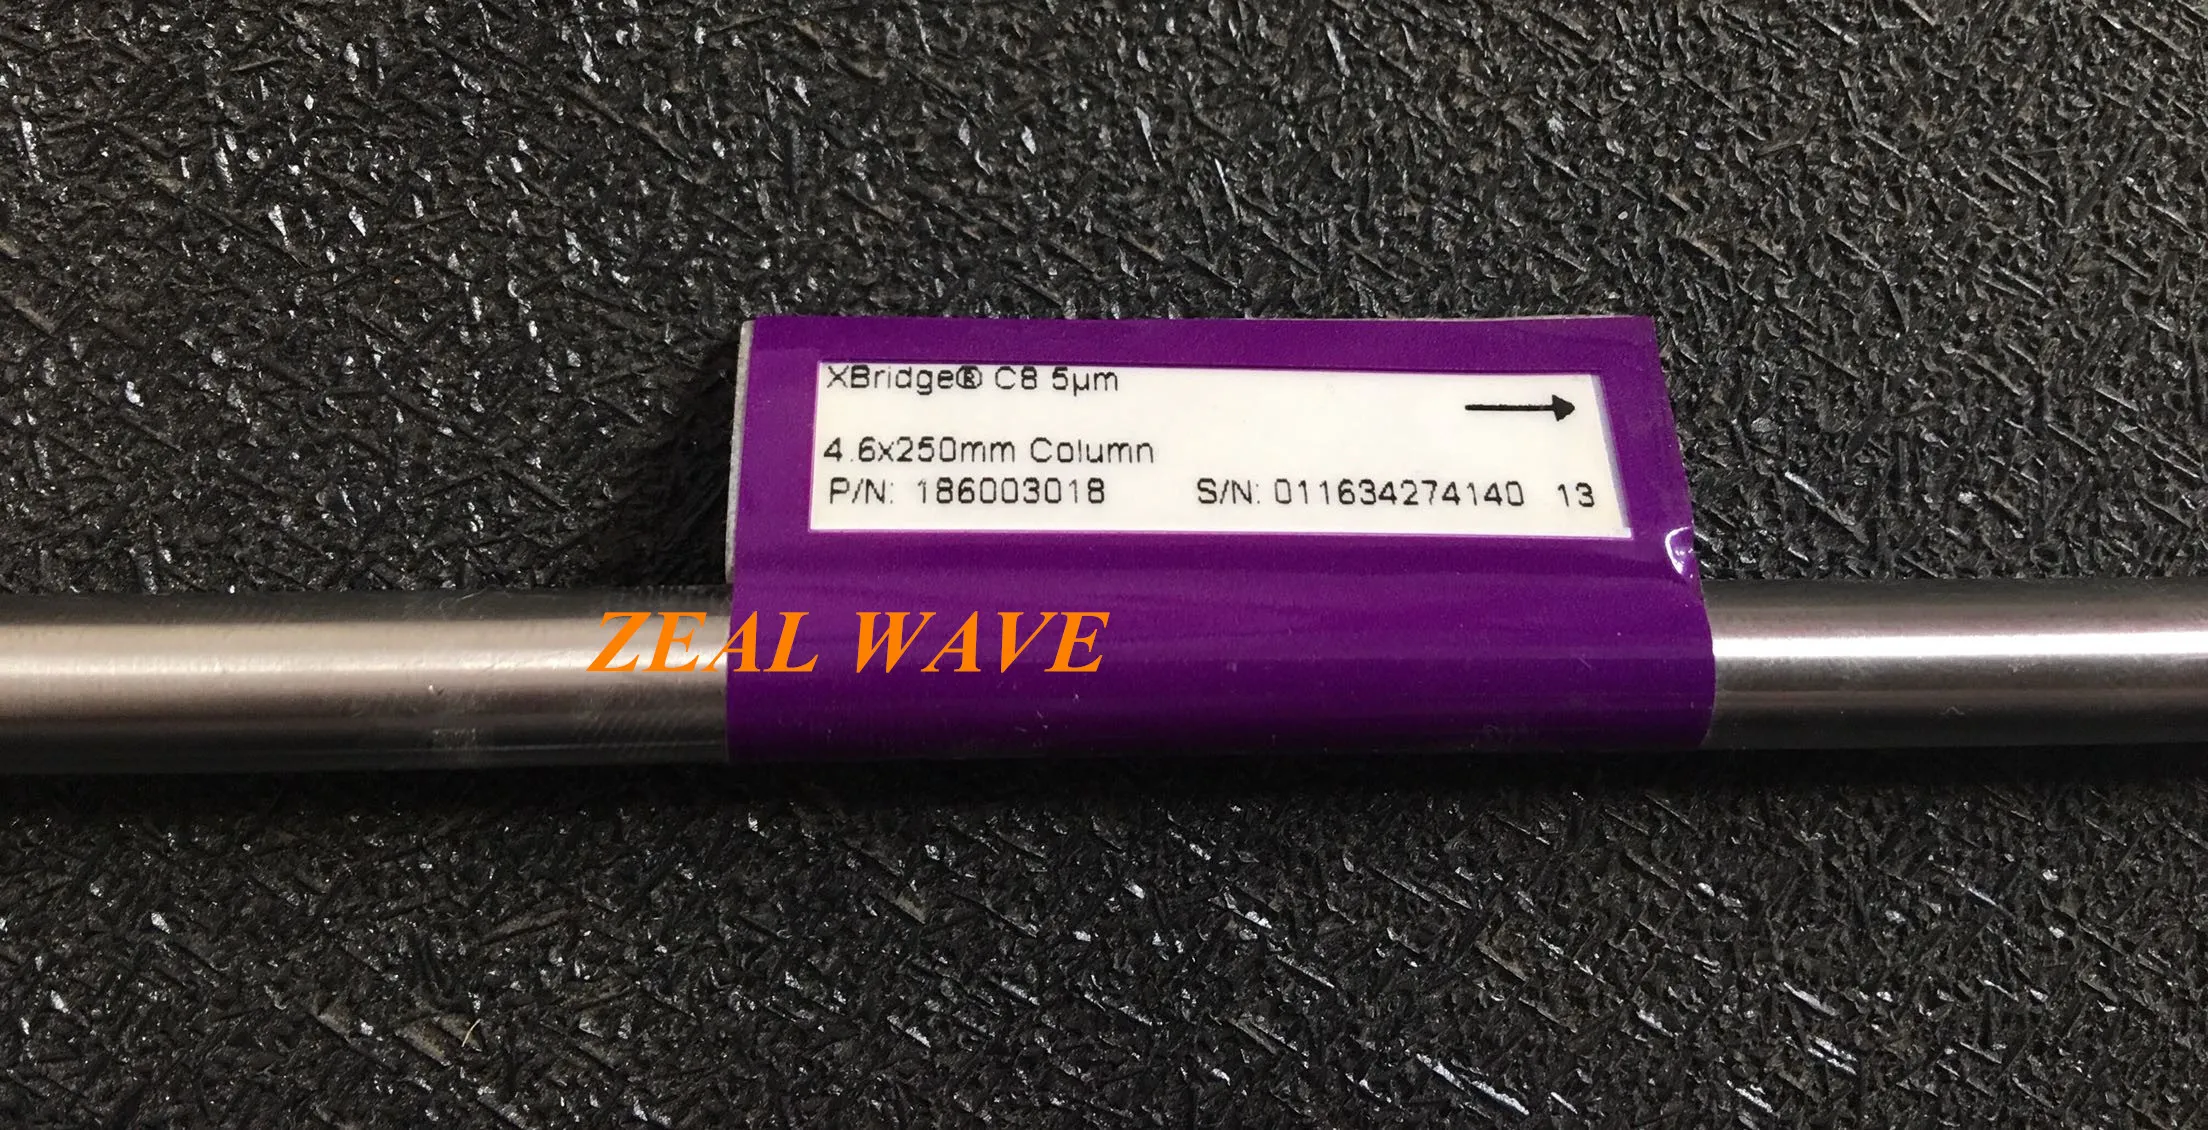 XBridge® C8 5µm
4.6x250mm Column
P/N: 186003018 S/N: 011634274140 13
ZEAL WAVE